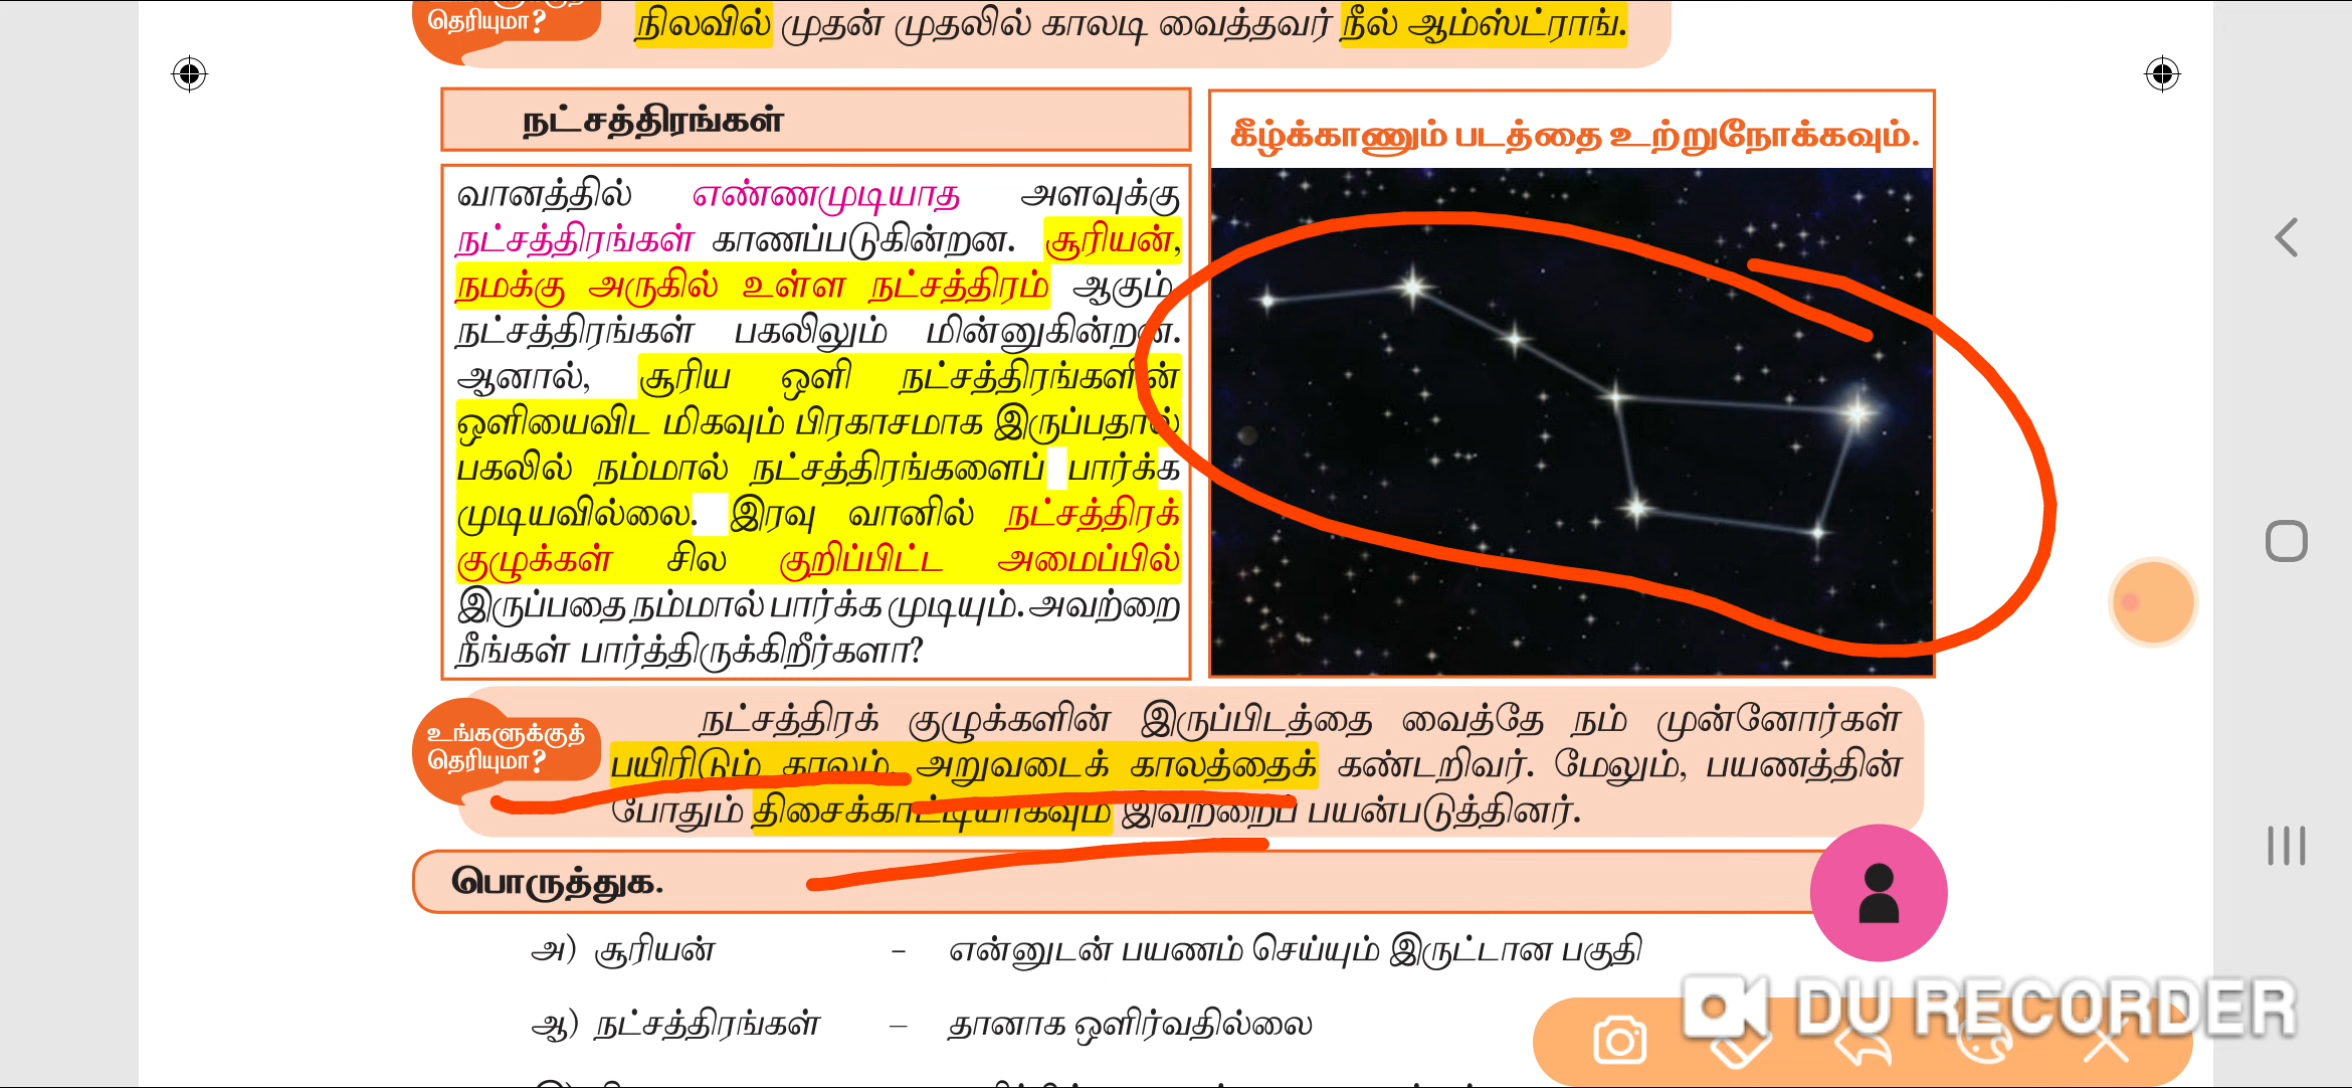 தெரியுமா?
நிலவில் முதன் முதலில் காலடி வைத்தவர் நீல் ஆம்ஸ்ட்ராங்.
நட்சத்திரங்கள்
வானத்தில் எண்ணமுடியாத அளவுக்கு
நட்சத்திரங்கள் காணப்படுகின்றன. சூரியன்,
நமக்கு அருகில் உள்ள நட்சத்திரம் ஆகும்.
நட்சத்திரங்கள் பகலிலும் மின்னுகின்றன.
ஆனால், சூரிய ஒளி நட்சத்திரங்களின்
ஒளியைவிட மிகவும் பிரகாசமாக இருப்பதால்
பகலில் நம்மால் நட்சத்திரங்களைப் பார்க்க
முடியவில்லை. இரவு வானில் நட்சத்திரக்
குழுக்கள் சில குறிப்பிட்ட அமைப்பில்
இருப்பதை நம்மால் பார்க்க முடியும். அவற்றை
நீங்கள் பார்த்திருக்கிறீர்களா?
கீழ்க்காணும் படத்தை உற்றுநோக்கவும்.
உங்களுக்குத்
தெரியுமா?
நட்சத்திரக் குழுக்களின் இருப்பிடத்தை வைத்தே நம் முன்னோர்கள்
பயிரிடும் காலம், அறுவடைக் காலத்தைக் கண்டறிவர். மேலும், பயணத்தின்
போதும் திசைக்காட்டியாகவும் இவற்றைப் பயன்படுத்தினர்.
பொருத்துக.
அ) சூரியன் - என்னுடன் பயணம் செய்யும் இருட்டான பகுதி
ஆ) நட்சத்திரங்கள் – தானாக ஒளிர்வதில்லை
DU RECORDER